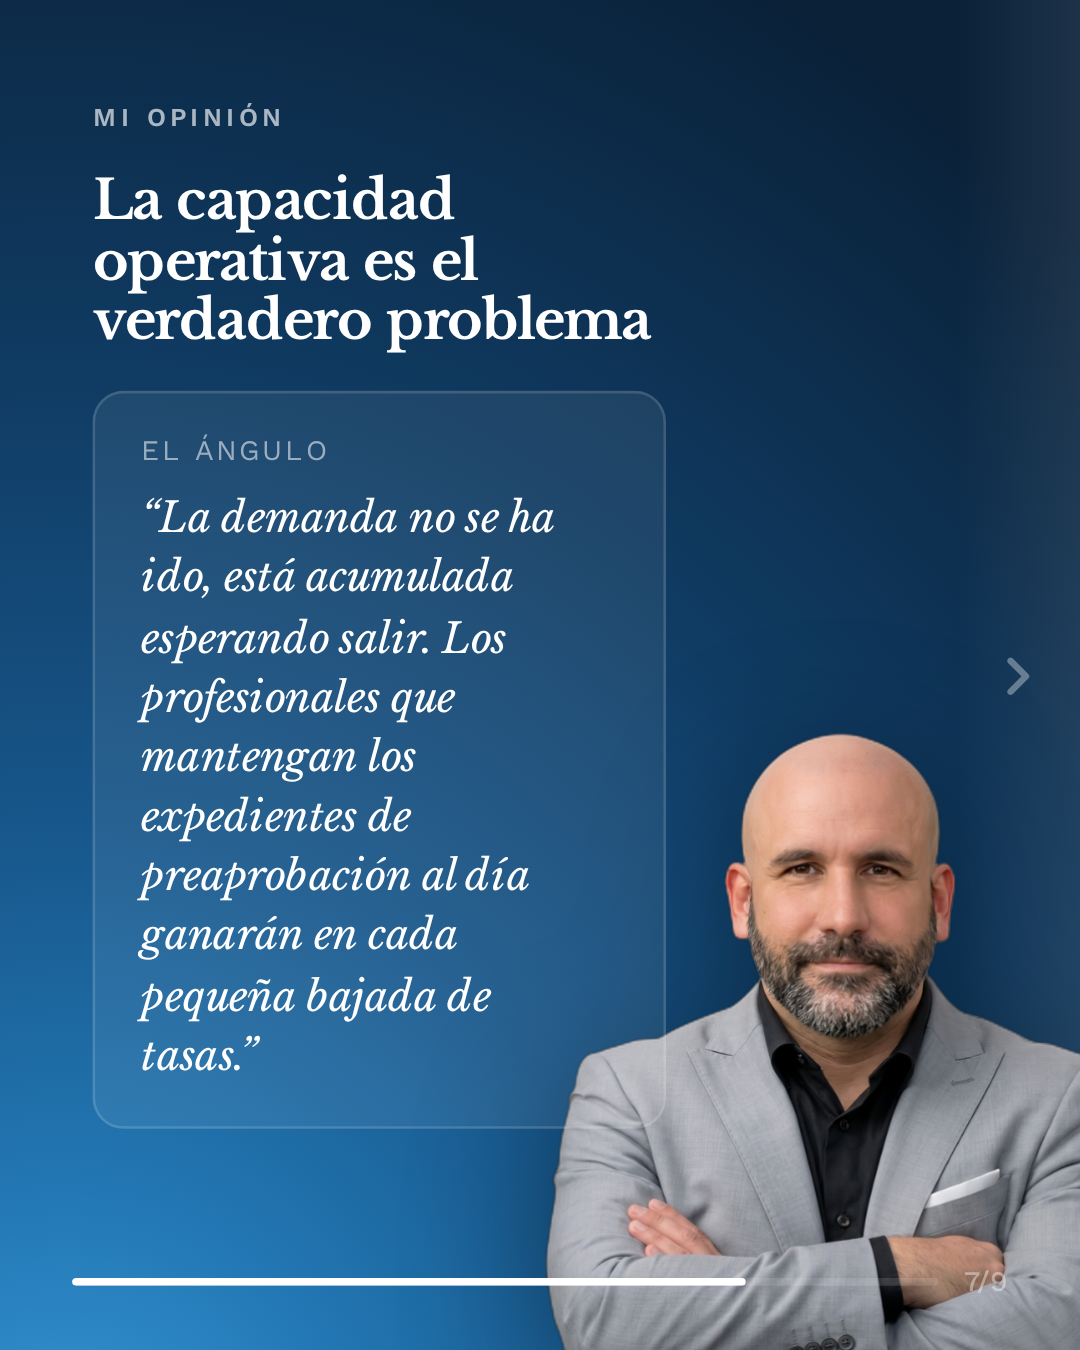 MI OPINIÓN
La capacidad
operativa es el
verdadero problema
EL ÁNGULO
“La demanda no se ha
ido, está acumulada
esperando salir. Los
profesionales que
mantengan los
expedientes de
preaprobación al día
ganarán en cada
pequeña bajada de
tasas.”
7/9